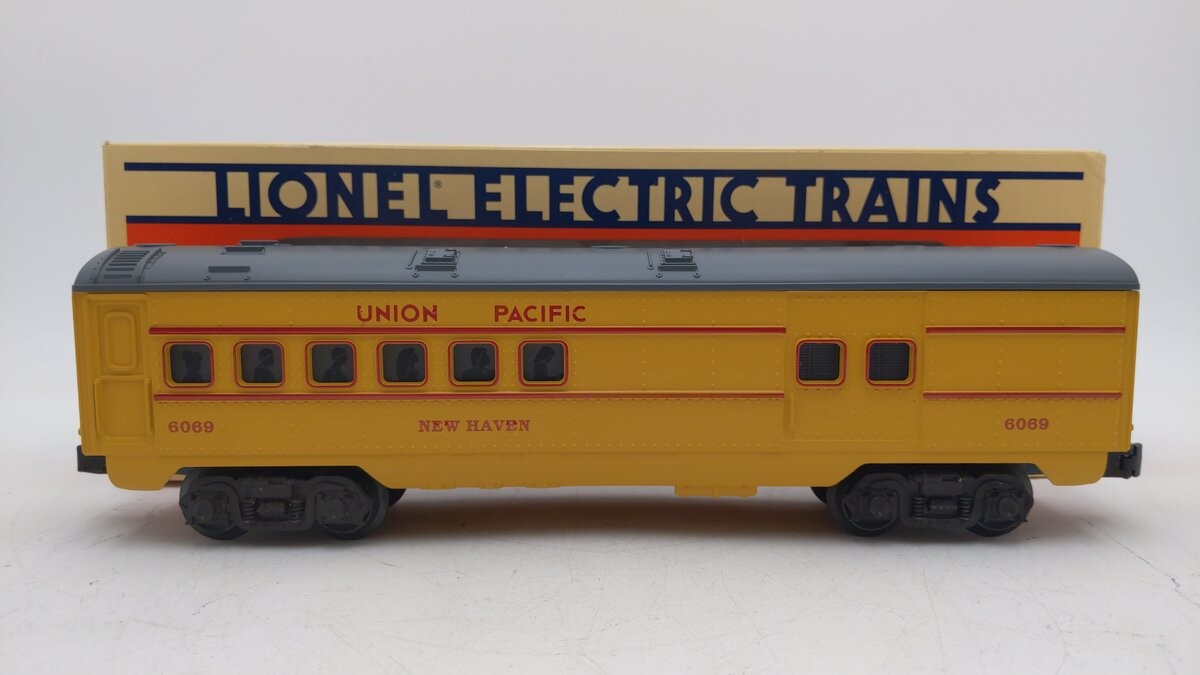 LIONEL® ELECTRIC TRAINS
UNION PACIFIC
6069
NEW HAVEN
6069